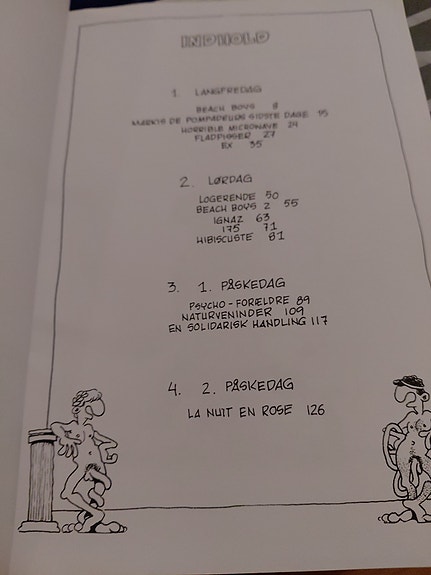 INDHOLD
1. LANGFREDAG
BEACH BOYS 8
MARKIS DE POMPADEURS SIDSTE DAGE 15
HORRIBLE MICROWAVE 24
FLADPISSER 27
EX 35
2. LØRDAG
LOGERENDE 50
BEACH BOYS 2 55
IGNAZ 63
175 71
HIBISCUSTE 81
3. 1. PÅSKEDAG
PSYCHO-FORÆLDRE 89
NATURVENINDER 109
EN SOLIDARISK HANDLING 117
4. 2. PÅSKEDAG
LA NUIT EN ROSE 126